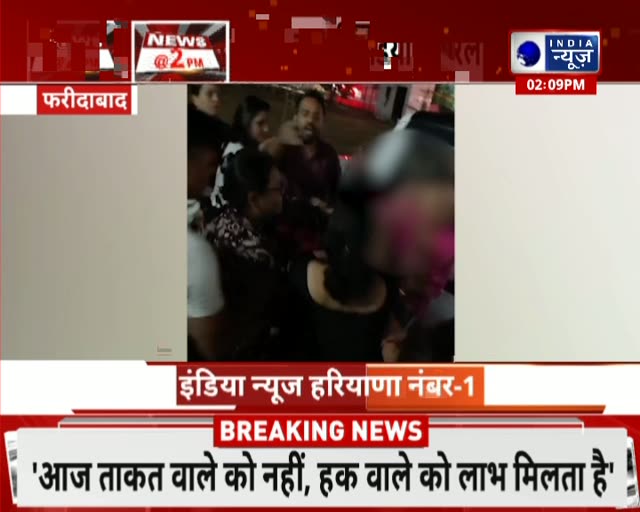 NEWS
@2PM
INDIA
न्यूज़
02:09PM
फरीदाबाद
इंडिया न्यूज हरियाणा नंबर-1
BREAKING NEWS
'आज ताकत वाले को नहीं, हक वाले को लाभ मिलता है'